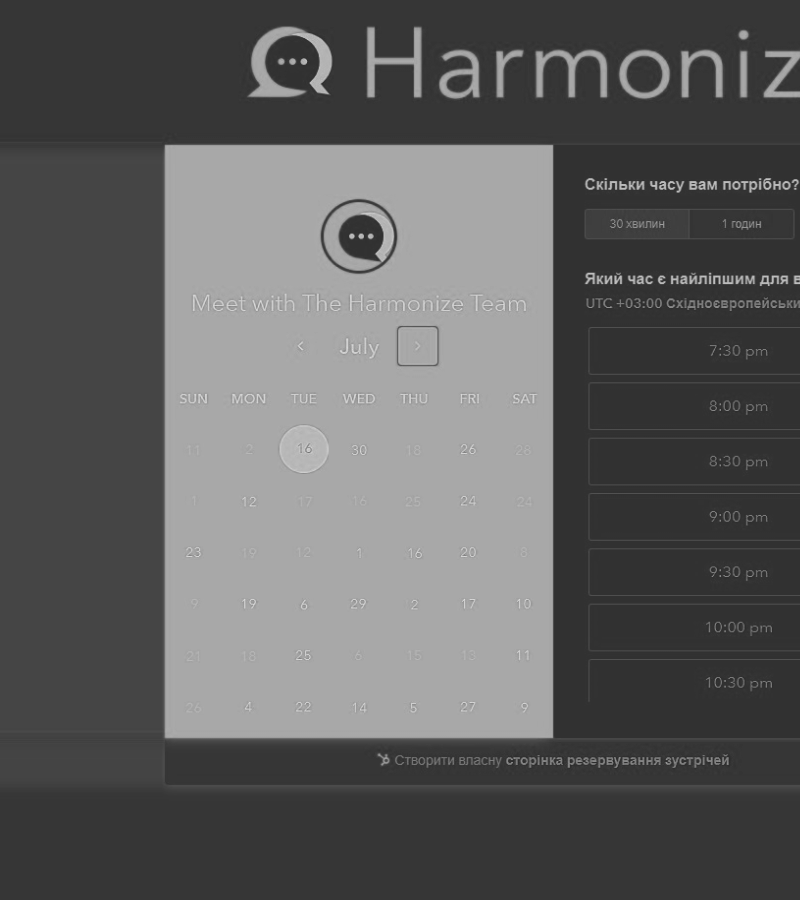 Harmoniz
Meet with The Harmonize Team
July
SUN MON TUE WED THU FRI SAT
11 2 16 30 18 26 28
1 12 17 16 25 24 24
23 19 12 1 16 20 8
9 19 6 29 2 17 10
21 18 25 6 15 13 11
26 4 22 14 5 27 9
Скільки часу вам потрібно?
30 хвилин 1 годин
Який час є найліпшим для в
UTC +03:00 Східноєвропейськи
7:30 pm
8:00 pm
8:30 pm
9:00 pm
9:30 pm
10:00 pm
10:30 pm
Створити власну сторінка резервування зустрічей